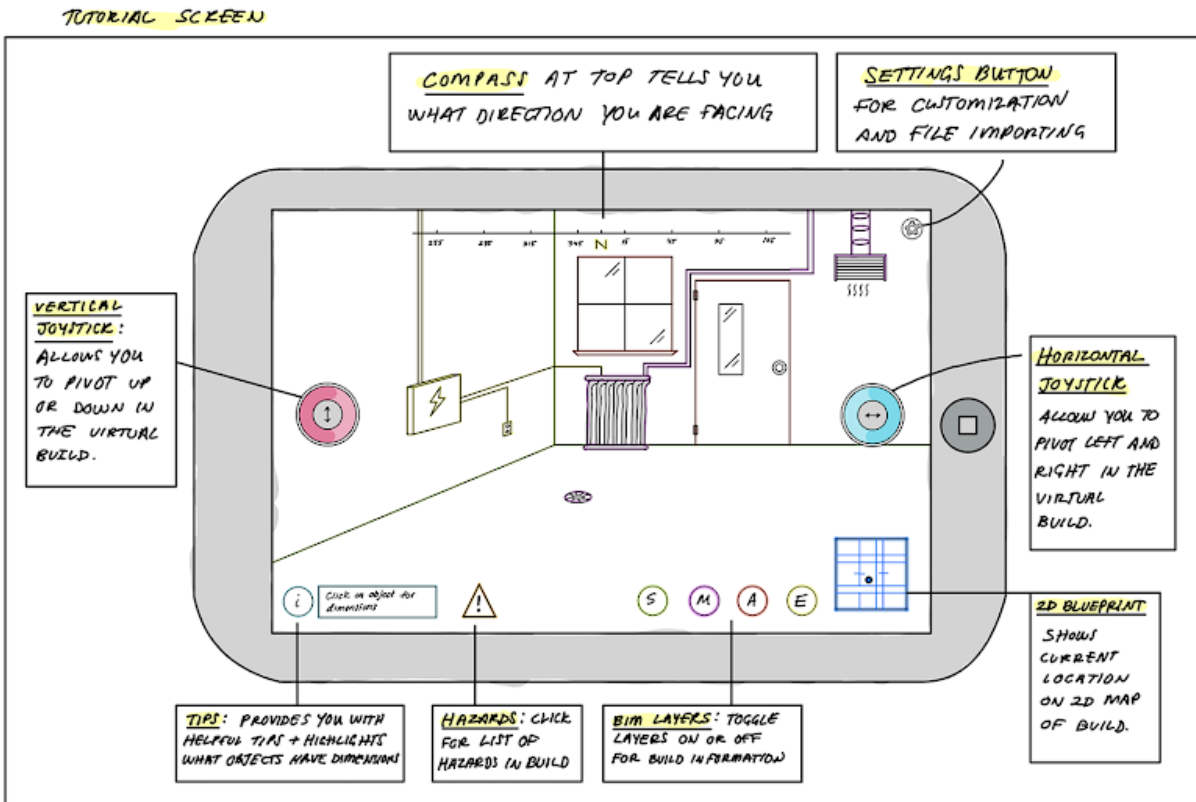 TUTORIAL SCREEN
COMPASS AT TOP TELLS YOU
WHAT DIRECTION YOU ARE FACING
SETTINGS BUTTON
FOR CUSTOMIZATION
AND FILE IMPORTING
345 N 15
VERTICAL
JOYSTICK:
ALLOWS YOU
TO PIVOT UP
OR DOWN IN
THE VIRTUAL
BUILD.
HORIZONTAL
JOYSTICK
ALLOW YOU TO
PIVOT LEFT AND
RIGHT IN THE
VIRTUAL
BUILD.
i
Click on object for
dimensions
!
S M A E
2D BLUEPRINT
SHOWS
CURRENT
LOCATION
ON 2D MAP
OF BUILD.
TIPS: PROVIDES YOU WITH
HELPFUL TIPS + HIGHLIGHTS
WHAT OBJECTS HAVE DIMENSIONS
HAZARDS: CLICK
FOR LIST OF
HAZARDS IN BUILD
BIM LAYERS: TOGGLE
LAYERS ON OR OFF
FOR BUILD INFORMATION